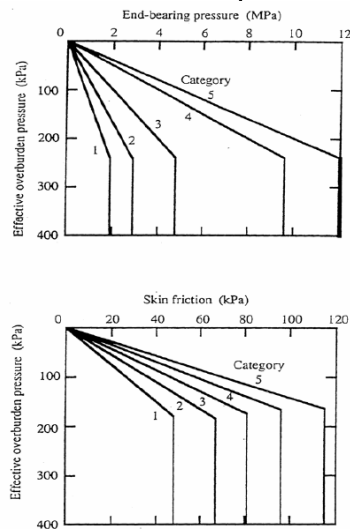 End-bearing pressure (MPa)
0 2 4 6 8 10 12
Effective overburden pressure (kPa)
100
200
300
400
Category
5
4
3
2
1
Skin friction (kPa)
0 20 40 60 80 100 120
Effective overburden pressure (kPa)
100
200
300
400
Category
5
4
3
2
1